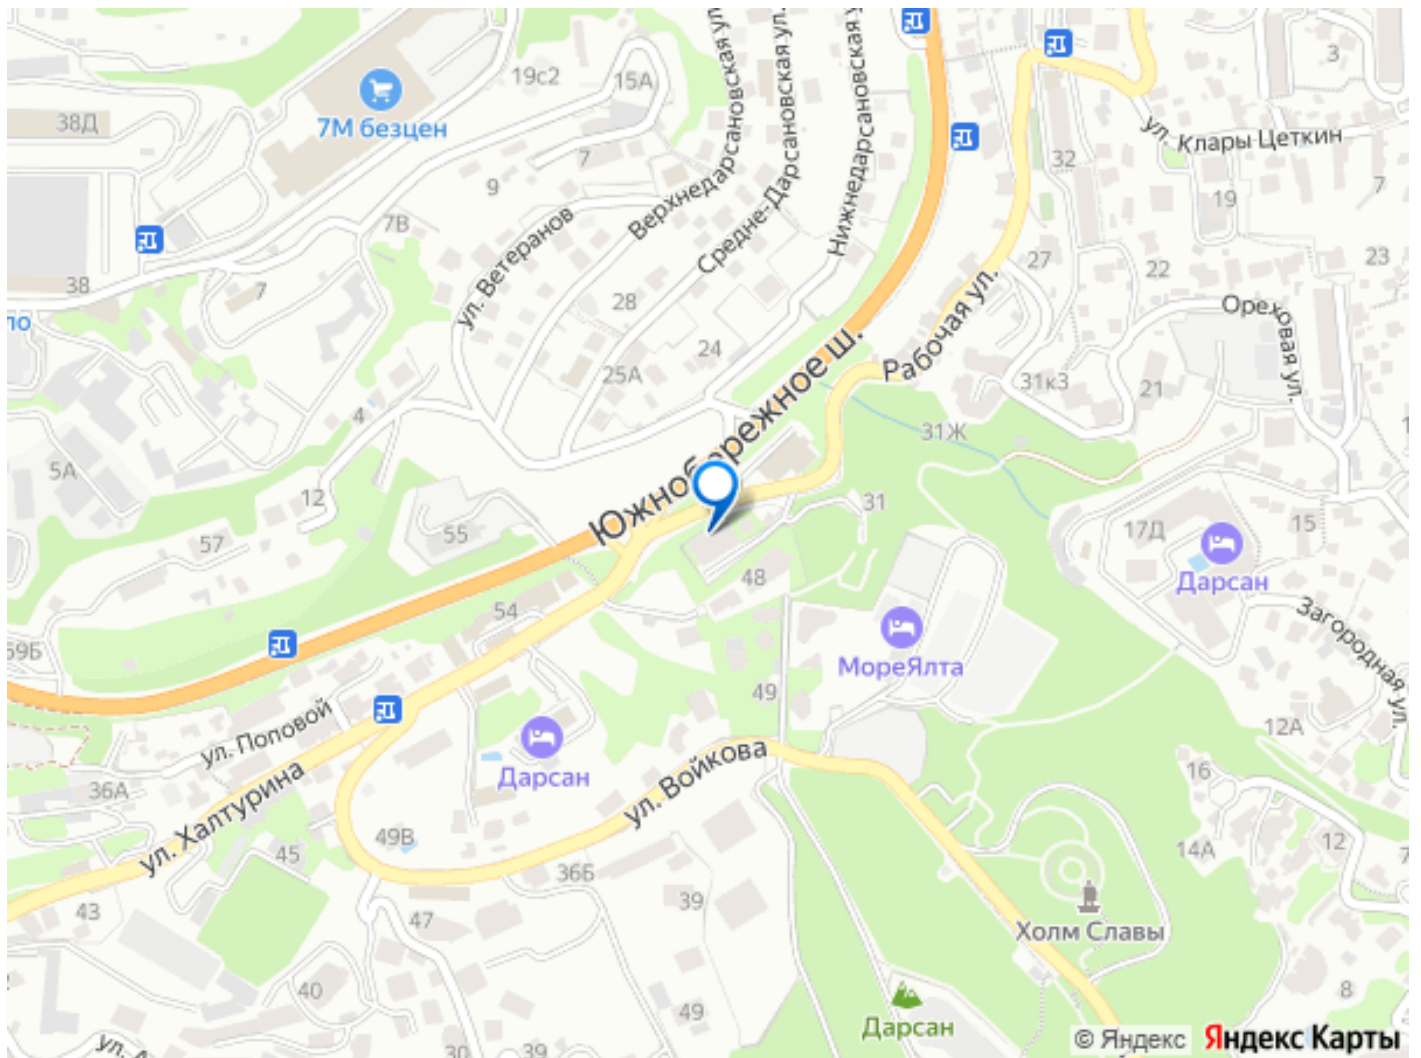 19с2
15А
38Д
7М безцен
7
9
7В
38
7
ло
ул. Ветеранов
Верхнедарсановская ул.
Средне-Дарсановская ул.
Нижнедарсановская
28
24
25А
4
5А
12
57
55
59Б
Южнобережное ш.
Рабочая ул.
ул. Клары Цеткин
32
3
19
7
27
22
23
Ореховая ул.
31к3
21
31Ж
31
17Д
15
Дарсан
Загородная ул.
48
54
МореЯлта
49
ул. Поповой
36А
ул. Халтурина
Дарсан
ул. Войкова
49В
45
36Б
43
47
39
40
49
39
30
12А
16
14А
12
7
8
Холм Славы
Дарсан
© Яндекс
Яндекс Карты